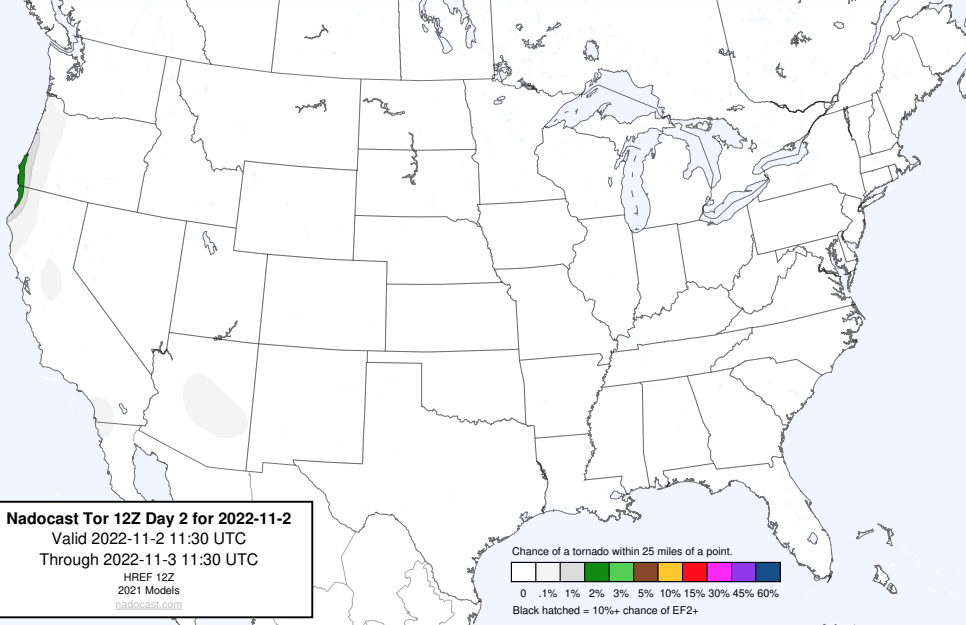 Nadocast Tor 12Z Day 2 for 2022-11-2
Valid 2022-11-2 11:30 UTC
Through 2022-11-3 11:30 UTC
HREF 12Z
2021 Models
nadocast.com
Chance of a tornado within 25 miles of a point.
0 .1% 1% 2% 3% 5% 10% 15% 30% 45% 60%
Black hatched = 10%+ chance of EF2+